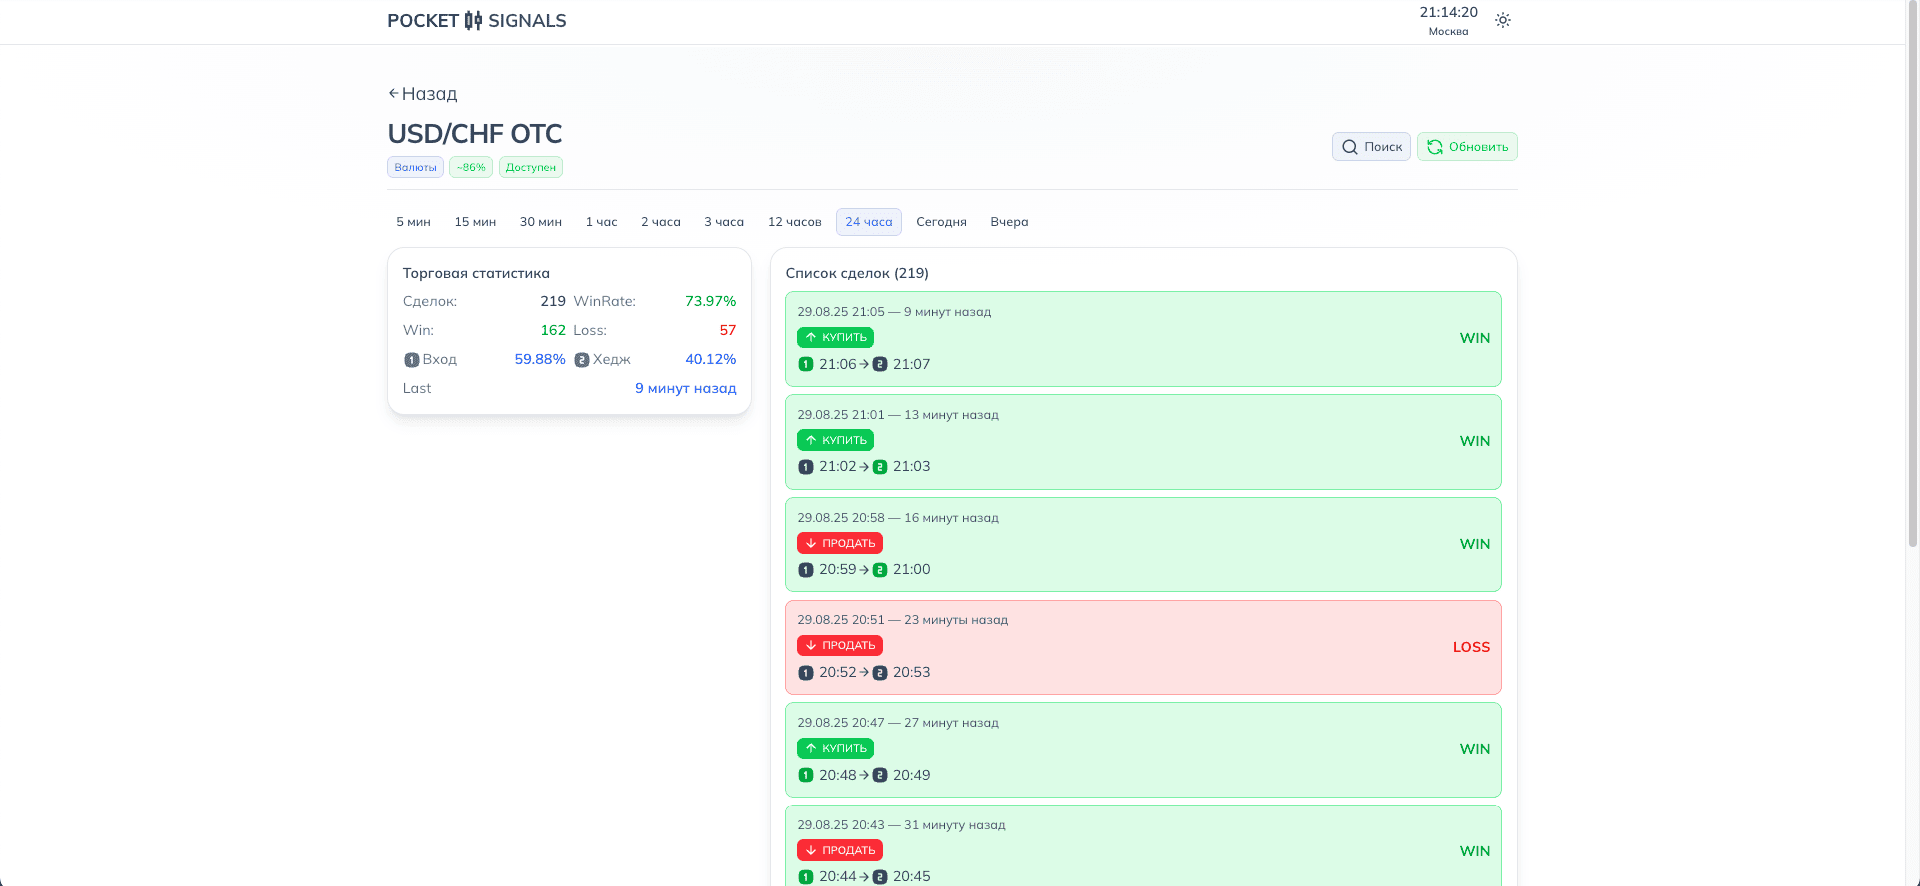 POCKET SIGNALS
21:14:20
Москва
Назад
USD/CHF OTC
Валюты ~86% Доступен
Поиск Обновить
5 мин 15 мин 30 мин 1 час 2 часа 3 часа 12 часов 24 часа Сегодня Вчера
Торговая статистика
Сделок: 219 WinRate: 73.97%
Win: 162 Loss: 57
1 Вход 59.88% 2 Хедж 40.12%
Last 9 минут назад
Список сделок (219)
29.08.25 21:05 — 9 минут назад
↑ КУПИТЬ
WIN
1 21:06 → 2 21:07
29.08.25 21:01 — 13 минут назад
↑ КУПИТЬ
WIN
1 21:02 → 2 21:03
29.08.25 20:58 — 16 минут назад
↓ ПРОДАТЬ
WIN
1 20:59 → 2 21:00
29.08.25 20:51 — 23 минуты назад
↓ ПРОДАТЬ
LOSS
1 20:52 → 2 20:53
29.08.25 20:47 — 27 минут назад
↑ КУПИТЬ
WIN
1 20:48 → 2 20:49
29.08.25 20:43 — 31 минуту назад
↓ ПРОДАТЬ
WIN
1 20:44 → 2 20:45